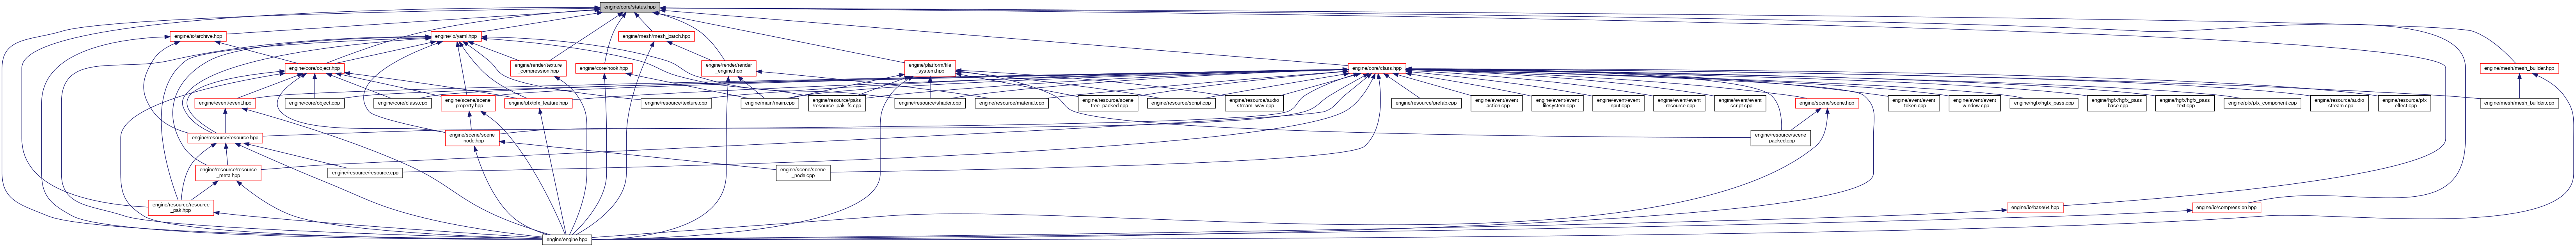 engine/core/status.hpp
engine/io/archive.hpp
engine/io/yaml.hpp
engine/mesh/mesh_batch.hpp
engine/core/object.hpp
engine/render/texture
_compression.hpp
engine/core/hook.hpp
engine/render/render
_engine.hpp
engine/platform/file
_system.hpp
engine/core/class.hpp
engine/mesh/mesh_builder.hpp
engine/event/event.hpp
engine/core/object.cpp
engine/core/class.cpp
engine/scene/scene
_property.hpp
engine/pfx/pfx_feature.hpp
engine/resource/texture.cpp
engine/main/main.cpp
engine/resource/paks
/resource_pak_fs.cpp
engine/resource/shader.cpp
engine/resource/material.cpp
engine/resource/scene
_tree_packed.cpp
engine/resource/script.cpp
engine/resource/audio
_stream_wav.cpp
engine/resource/prefab.cpp
engine/event/event
_action.cpp
engine/event/event
_filesystem.cpp
engine/event/event
_input.cpp
engine/event/event
_resource.cpp
engine/event/event
_script.cpp
engine/scene/scene.hpp
engine/event/event
_token.cpp
engine/event/event
_window.cpp
engine/hgfx/hgfx_pass.cpp
engine/hgfx/hgfx_pass
_base.cpp
engine/hgfx/hgfx_pass
_text.cpp
engine/pfx/pfx_component.cpp
engine/resource/audio
_stream.cpp
engine/resource/pfx
_effect.cpp
engine/mesh/mesh_builder.cpp
engine/resource/resource.hpp
engine/scene/scene
_node.hpp
engine/resource/scene
_packed.cpp
engine/resource/resource
_meta.hpp
engine/resource/resource.cpp
engine/scene/scene
_node.cpp
engine/resource/resource
_pak.hpp
engine/io/base64.hpp
engine/io/compression.hpp
engine/engine.hpp